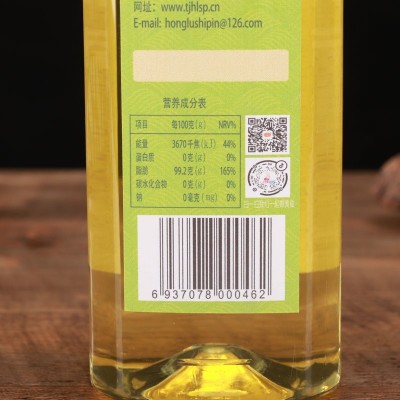 网址：www.tjhlsp.cn
E-mail: honglushipin@126.com
营养成分表
项目 每100克(g) NRV%
能量 3670千焦(kJ) 44%
蛋白质 0克(g) 0%
脂肪 99.2克(g) 165%
碳水化合物 0克(g) 0%
钠 0毫克(mg) 0%
6 937078 000462